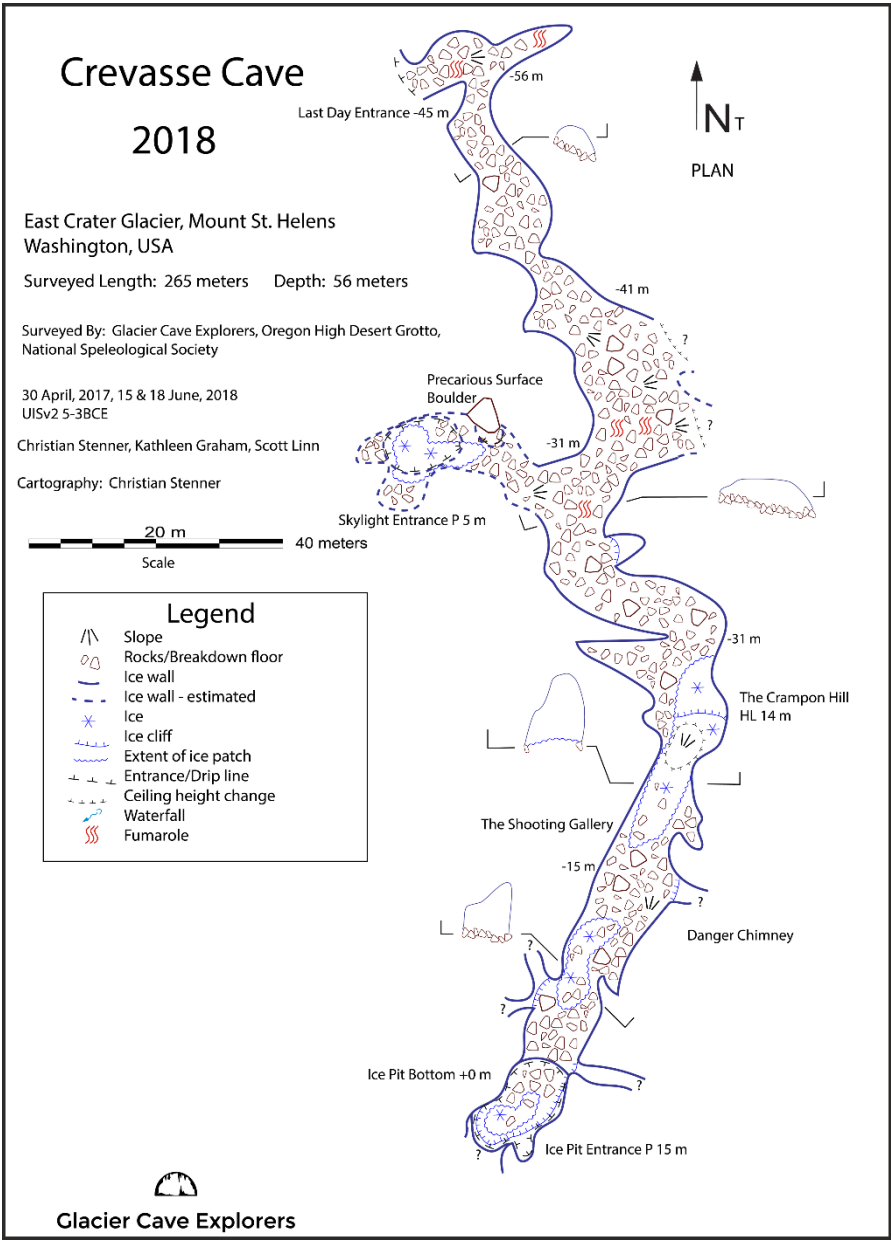 Crevasse Cave
2018
East Crater Glacier, Mount St. Helens
Washington, USA
Surveyed Length: 265 meters Depth: 56 meters
Surveyed By: Glacier Cave Explorers, Oregon High Desert Grotto,
National Speleological Society
30 April, 2017, 15 & 18 June, 2018
UISv2 5-3BCE
Christian Stenner, Kathleen Graham, Scott Linn
Cartography: Christian Stenner
20 m
40 meters
Scale
Legend
Slope
Rocks/Breakdown floor
Ice wall
Ice wall - estimated
Ice
Ice cliff
Extent of ice patch
Entrance/Drip line
Ceiling height change
Waterfall
Fumarole
NT
PLAN
-56 m
Last Day Entrance -45 m
-41 m
?
Precarious Surface
Boulder
?
-31 m
Skylight Entrance P 5 m
-31 m
The Crampon Hill
HL 14 m
The Shooting Gallery
-15 m
?
Danger Chimney
?
?
Ice Pit Bottom +0 m
?
Ice Pit Entrance P 15 m
?
Glacier Cave Explorers